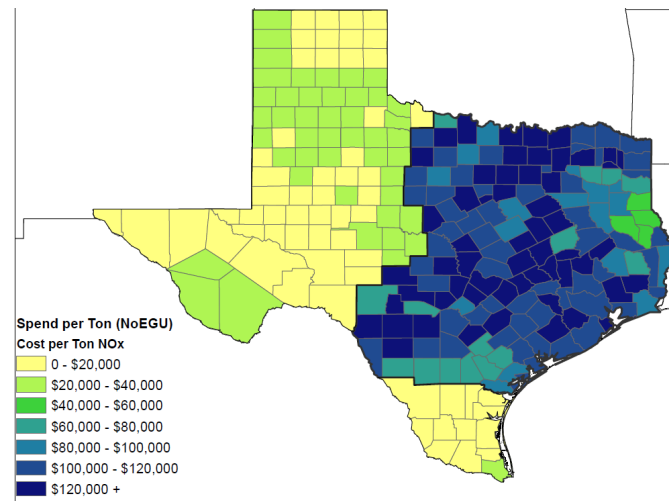 Spend per Ton (NoEGU)
Cost per Ton NOx
0 - $20,000
$20,000 - $40,000
$40,000 - $60,000
$60,000 - $80,000
$80,000 - $100,000
$100,000 - $120,000
$120,000 +